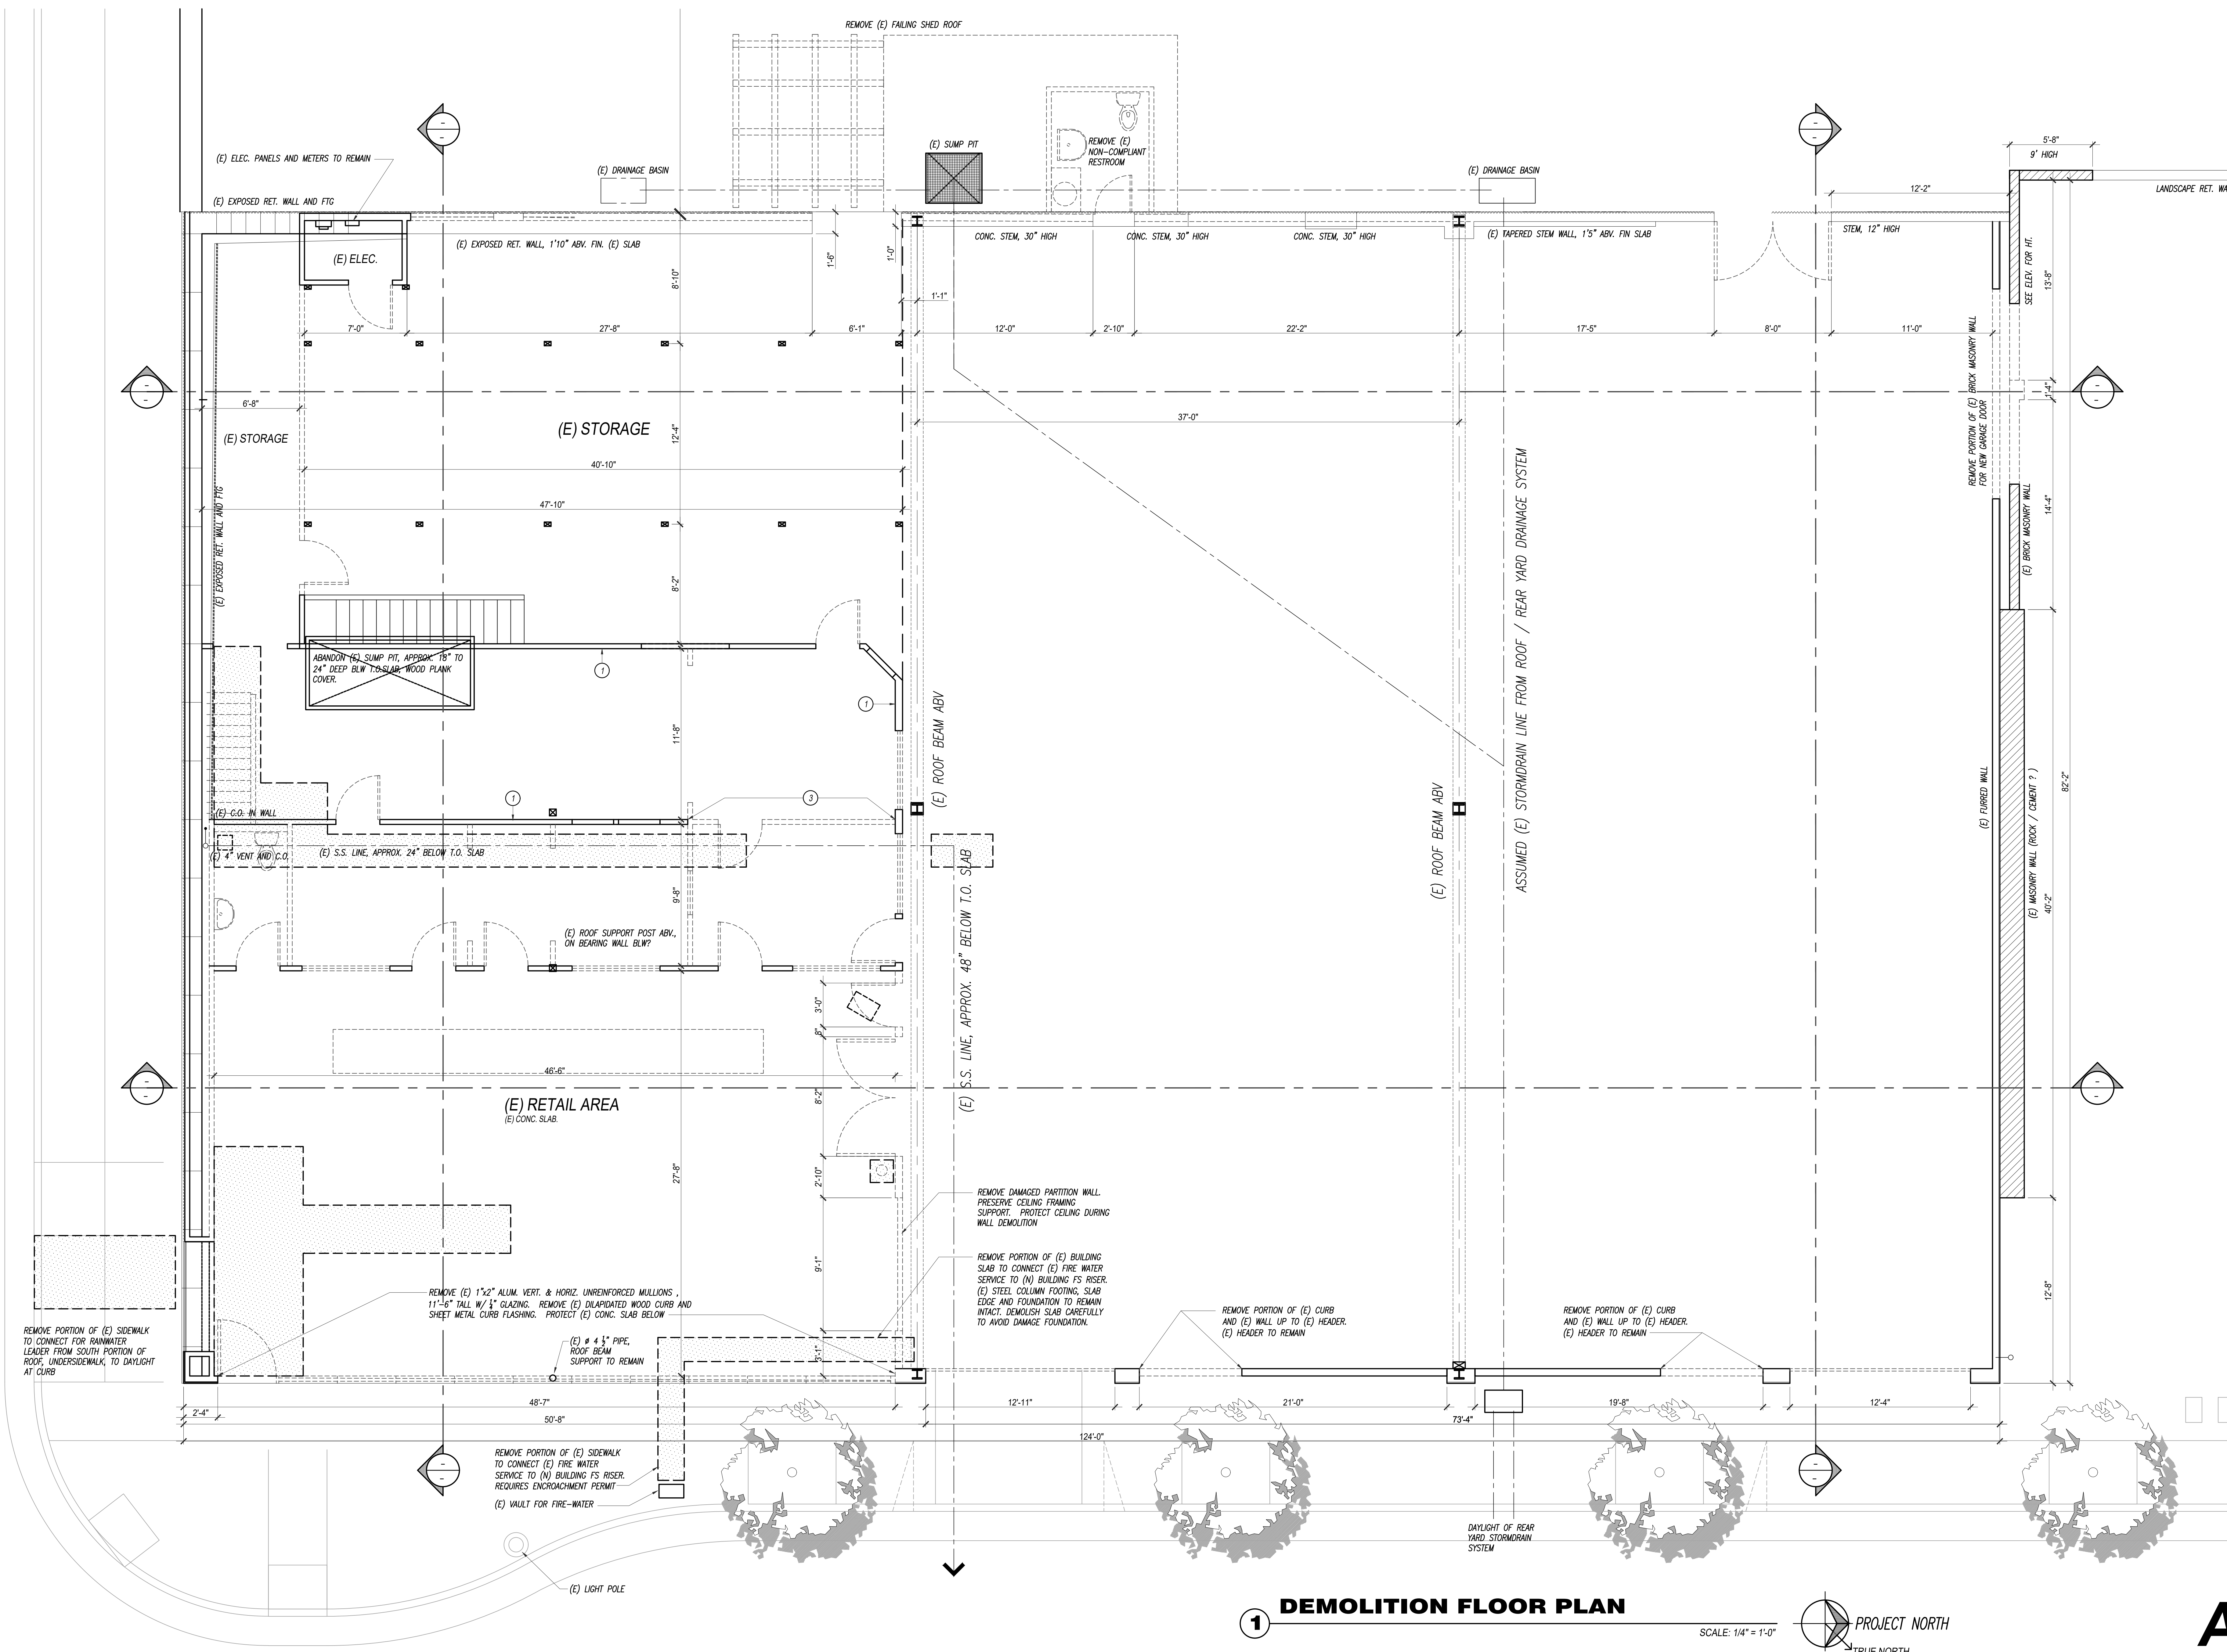 REMOVE (E) FAILING SHED ROOF
(E) ELEC. PANELS AND METERS TO REMAIN
(E) EXPOSED RET. WALL AND FTG
(E) DRAINAGE BASIN
(E) SUMP PIT
REMOVE (E)
NON-COMPLIANT
RESTROOM
(E) DRAINAGE BASIN
5'-8"
9' HIGH
12'-2"
LANDSCAPE RET. WA
(E) ELEC.
(E) EXPOSED RET. WALL, 1'10" ABV. FIN. (E) SLAB
8'-10"
1'-6"
1'-0"
1'-1"
CONC. STEM, 30" HIGH
CONC. STEM, 30" HIGH
CONC. STEM, 30" HIGH
(E) TAPERED STEM WALL, 1'5" ABV. FIN SLAB
STEM, 12" HIGH
SEE ELEV. FOR HT.
13'-8"
7'-0"
27'-8"
6'-1"
12'-0"
2'-10"
22'-2"
17'-5"
8'-0"
11'-0"
REMOVE PORTION OF (E) BRICK MASONRY WALL
FOR NEW GARAGE DOOR
1'-4"
6'-8"
(E) STORAGE
(E) STORAGE
12'-4"
37'-0"
40'-10"
47'-10"
(E) EXPOSED RET. WALL AND FTG
14'-4"
(E) BRICK MASONRY WALL
8'-2"
ASSUMED (E) STORMDRAIN LINE FROM ROOF / REAR YARD DRAINAGE SYSTEM
ABANDON (E) SUMP PIT, APPROX. 18" TO
24" DEEP BLW T.O.SLAB, WOOD PLANK
COVER.
1
1
11'-8"
(E) ROOF BEAM ABV
(E) ROOF BEAM ABV
(E) FURRED WALL
(E) MASONRY WALL (ROCK / CEMENT ? )
82'-2"
40'-2"
1
3
(E) C.O. IN WALL
(E) 4" VENT AND C.O.
(E) S.S. LINE, APPROX. 24" BELOW T.O. SLAB
9'-8"
(E) ROOF SUPPORT POST ABV.,
ON BEARING WALL BLW?
(E) S.S. LINE, APPROX. 48" BELOW T.O. SLAB
3'-0"
8"
46'-6"
8'-2"
(E) RETAIL AREA
(E) CONC. SLAB.
27'-8"
2'-10"
REMOVE DAMAGED PARTITION WALL.
PRESERVE CEILING FRAMING
SUPPORT. PROTECT CEILING DURING
WALL DEMOLITION
9'-1"
REMOVE PORTION OF (E) BUILDING
SLAB TO CONNECT (E) FIRE WATER
SERVICE TO (N) BUILDING FS RISER.
(E) STEEL COLUMN FOOTING, SLAB
EDGE AND FOUNDATION TO REMAIN
INTACT. DEMOLISH SLAB CAREFULLY
TO AVOID DAMAGE FOUNDATION.
12'-8"
REMOVE (E) 1"x2" ALUM. VERT. & HORIZ. UNREINFORCED MULLIONS ,
11'-6" TALL W/ ¼" GLAZING. REMOVE (E) DILAPIDATED WOOD CURB AND
SHEET METAL CURB FLASHING. PROTECT (E) CONC. SLAB BELOW
REMOVE PORTION OF (E) SIDEWALK
TO CONNECT FOR RAINWATER
LEADER FROM SOUTH PORTION OF
ROOF, UNDERSIDEWALK, TO DAYLIGHT
AT CURB
(E) ø 4 ½" PIPE,
ROOF BEAM
SUPPORT TO REMAIN
3'-1"
REMOVE PORTION OF (E) CURB
AND (E) WALL UP TO (E) HEADER.
(E) HEADER TO REMAIN
REMOVE PORTION OF (E) CURB
AND (E) WALL UP TO (E) HEADER.
(E) HEADER TO REMAIN
2'-4"
48'-7"
50'-8"
12'-11"
21'-0"
73'-4"
19'-8"
12'-4"
124'-0"
REMOVE PORTION OF (E) SIDEWALK
TO CONNECT (E) FIRE WATER
SERVICE TO (N) BUILDING FS RISER.
REQUIRES ENCROACHMENT PERMIT
(E) VAULT FOR FIRE-WATER
DAYLIGHT OF REAR
YARD STORMDRAIN
SYSTEM
(E) LIGHT POLE
1
DEMOLITION FLOOR PLAN
SCALE: 1/4" = 1'-0"
PROJECT NORTH
TRUE NORTH
A